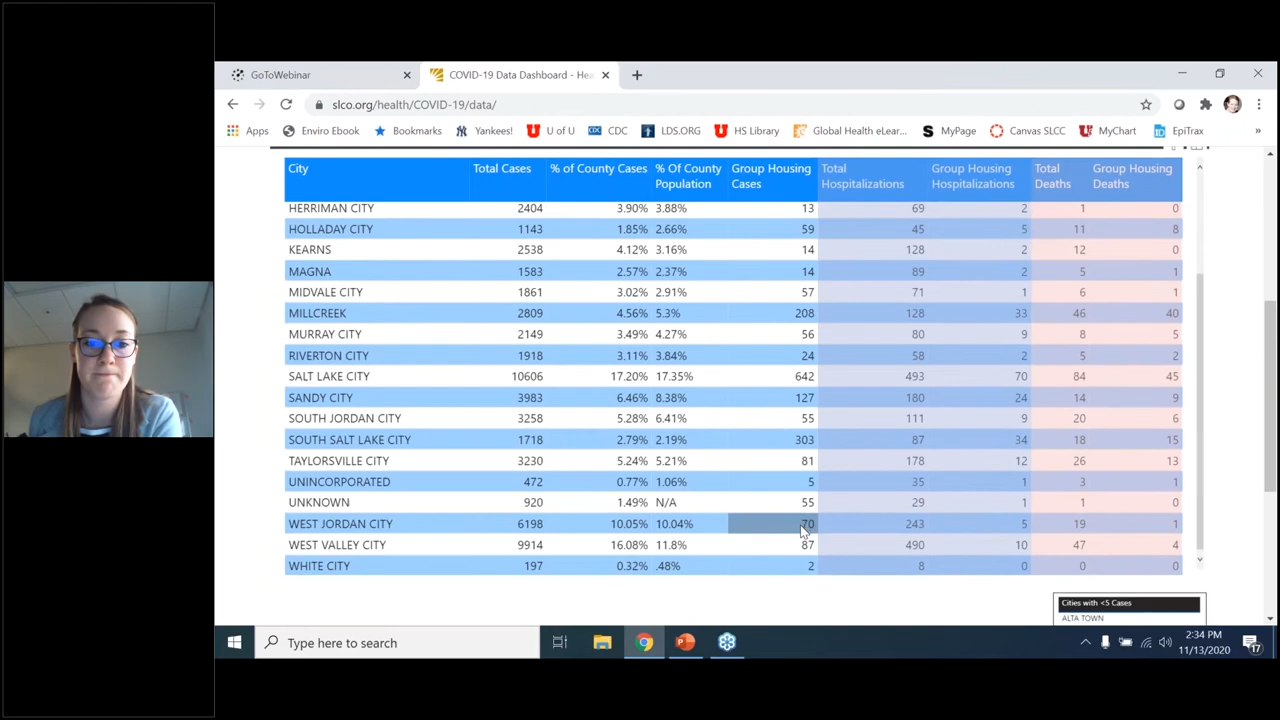 GoToWebinar
COVID-19 Data Dashboard - Hea
slco.org/health/COVID-19/data/
Apps Enviro Ebook Bookmarks Yankees! U of U CDC LDS.ORG HS Library Global Health eLear... MyPage Canvas SLCC MyChart EpiTrax »
City Total Cases % of County Cases % Of County Population Group Housing Cases Total Hospitalizations Group Housing Hospitalizations Total Deaths Group Housing Deaths
HERRIMAN CITY 2404 3.90% 3.88% 13 69 2 1 0
HOLLADAY CITY 1143 1.85% 2.66% 59 45 5 11 8
KEARNS 2538 4.12% 3.16% 14 128 2 12 0
MAGNA 1583 2.57% 2.37% 14 89 2 5 1
MIDVALE CITY 1861 3.02% 2.91% 57 71 1 6 1
MILLCREEK 2809 4.56% 5.3% 208 128 33 46 40
MURRAY CITY 2149 3.49% 4.27% 56 80 9 8 5
RIVERTON CITY 1918 3.11% 3.84% 24 58 2 5 2
SALT LAKE CITY 10606 17.20% 17.35% 642 493 70 84 45
SANDY CITY 3983 6.46% 8.38% 127 180 24 14 9
SOUTH JORDAN CITY 3258 5.28% 6.41% 55 111 9 20 6
SOUTH SALT LAKE CITY 1718 2.79% 2.19% 303 87 34 18 15
TAYLORSVILLE CITY 3230 5.24% 5.21% 81 178 12 26 13
UNINCORPORATED 472 0.77% 1.06% 5 35 1 3 1
UNKNOWN 920 1.49% N/A 55 29 1 1 0
WEST JORDAN CITY 6198 10.05% 10.04% 70 243 5 19 1
WEST VALLEY CITY 9914 16.08% 11.8% 87 490 10 47 4
WHITE CITY 197 0.32% .48% 2 8 0 0 0
Cities with <5 Cases
ALTA TOWN
Type here to search
2:34 PM
11/13/2020
17